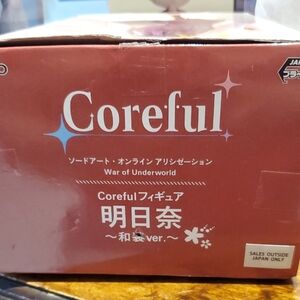 Coreful
ソードアート・オンライン アリシゼーション
War of Underworld
Corefulフィギュア
明日奈
～和装ver.～
SALES OUTSIDE
JAPAN ONLY